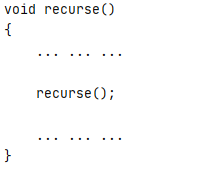 void recurse()
{
    ... ... ...
    recurse();
    ... ... ...
}